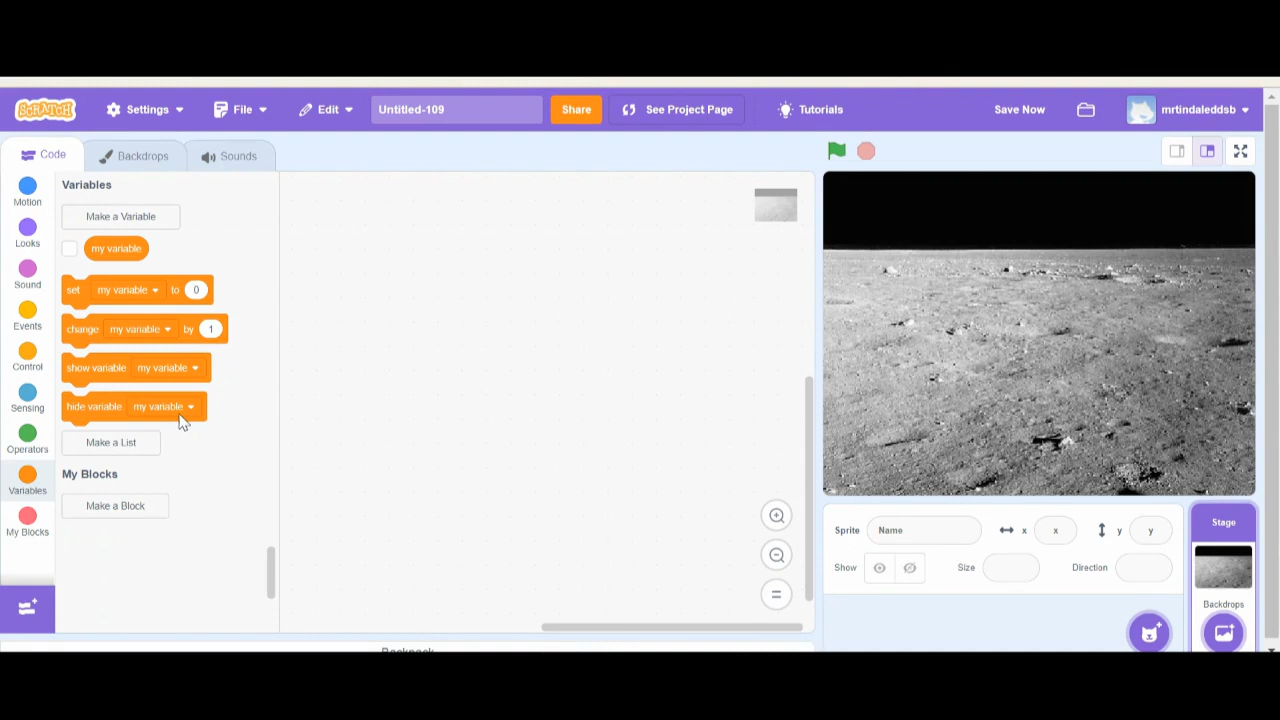 SCRATCH Settings File Edit Untitled-109 Share See Project Page Tutorials Save Now mrtindaleddsb
Code Backdrops Sounds
Motion
Looks
Sound
Events
Control
Sensing
Operators
Variables
My Blocks
Variables
Make a Variable
my variable
set my variable to 0
change my variable by 1
show variable my variable
hide variable my variable
Make a List
My Blocks
Make a Block
Sprite Name x x y y
Show Size Direction
Stage
Backdrops
Backpack